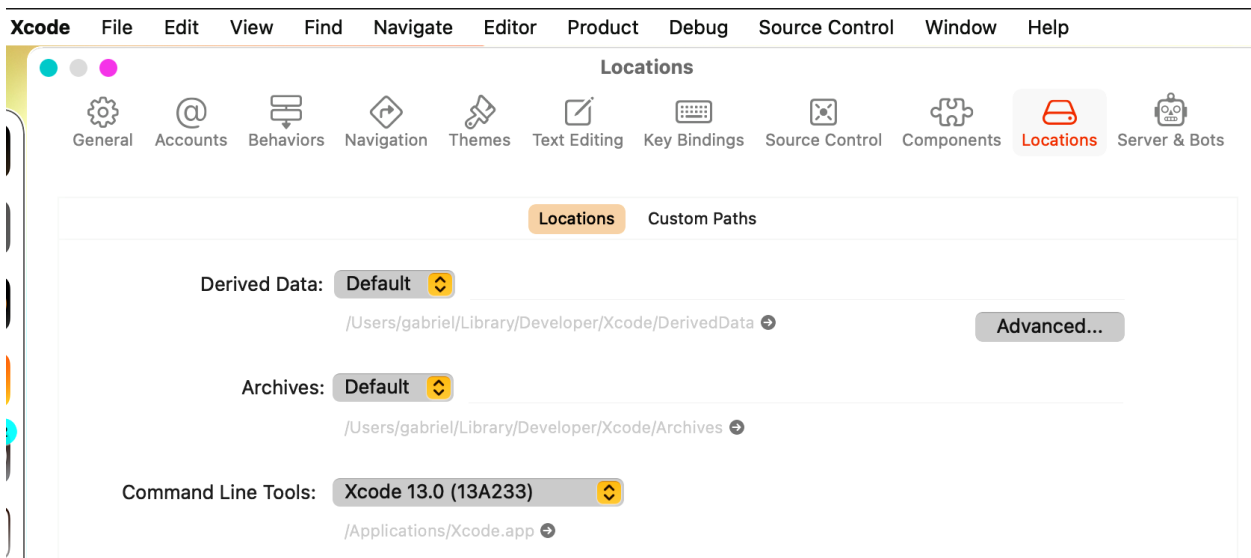 Xcode File Edit View Find Navigate Editor Product Debug Source Control Window Help
Locations
General Accounts Behaviors Navigation Themes Text Editing Key Bindings Source Control Components Locations Server & Bots
Locations Custom Paths
Derived Data: Default
/Users/gabriel/Library/Developer/Xcode/DerivedData
Advanced...
Archives: Default
/Users/gabriel/Library/Developer/Xcode/Archives
Command Line Tools: Xcode 13.0 (13A233)
/Applications/Xcode.app